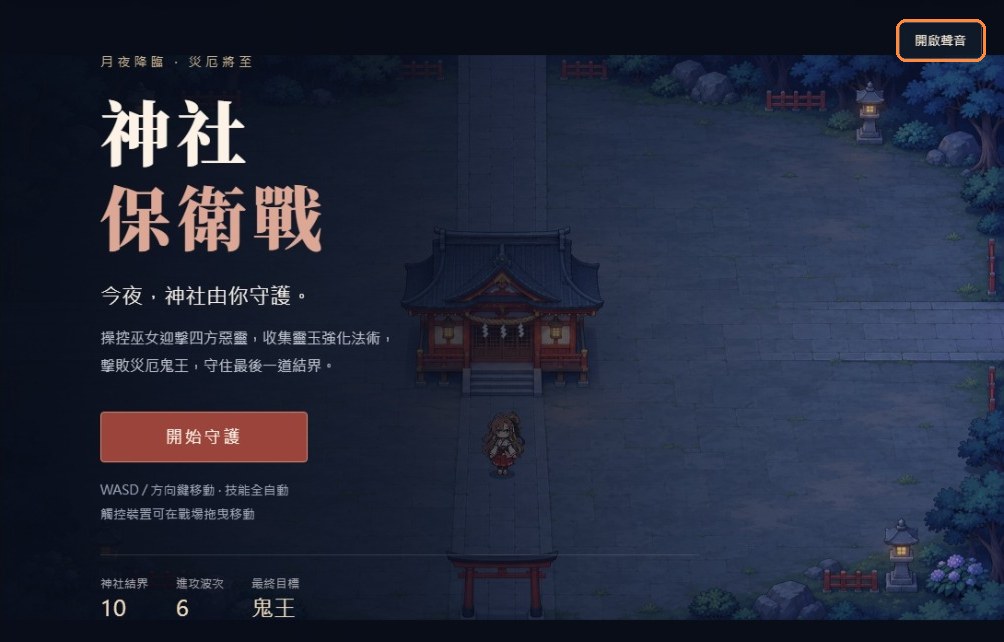 開啟聲音
月夜降臨 · 災厄將至
神社
保衛戰
今夜，神社由你守護。
操控巫女迎擊四方惡靈，收集靈玉強化法術，
擊敗災厄鬼王，守住最後一道結界。
開始守護
WASD / 方向鍵移動 · 技能全自動
觸控裝置可在戰場拖曳移動
神社結界 進攻波次 最終目標
10 6 鬼王